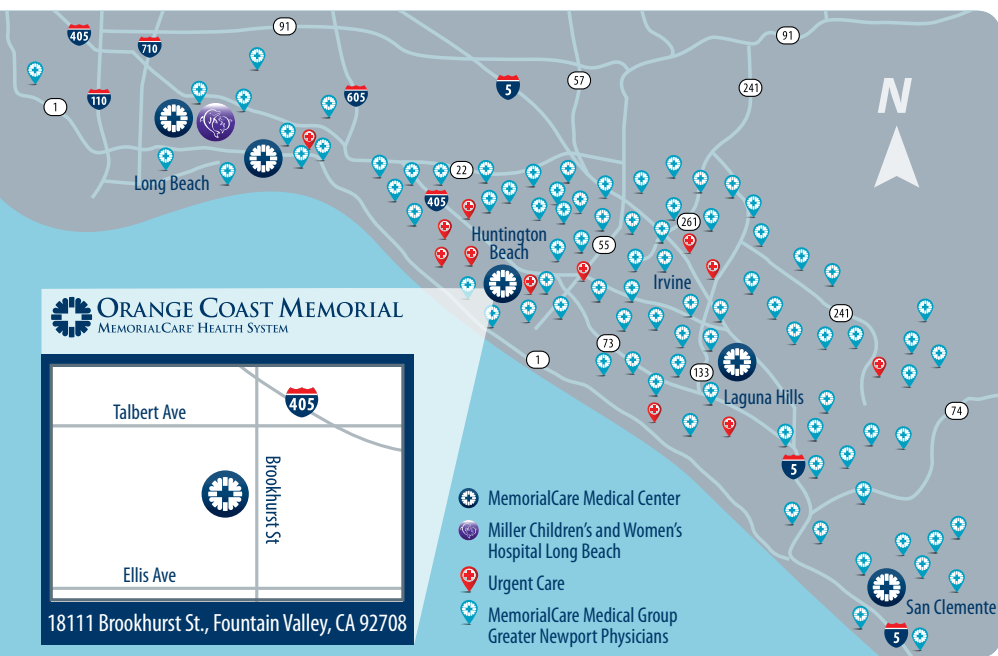 91
405
710
91
605
5
57
241
N
1
110
Long Beach
22
405
Huntington
Beach
261
55
Irvine
ORANGE COAST MEMORIAL
MEMORIALCARE® HEALTH SYSTEM
241
73
1
133
Laguna Hills
74
5
405
Talbert Ave
Brookhurst St
Ellis Ave
18111 Brookhurst St., Fountain Valley, CA 92708
MemorialCare Medical Center
Miller Children's and Women's
Hospital Long Beach
Urgent Care
MemorialCare Medical Group
Greater Newport Physicians
San Clemente
5